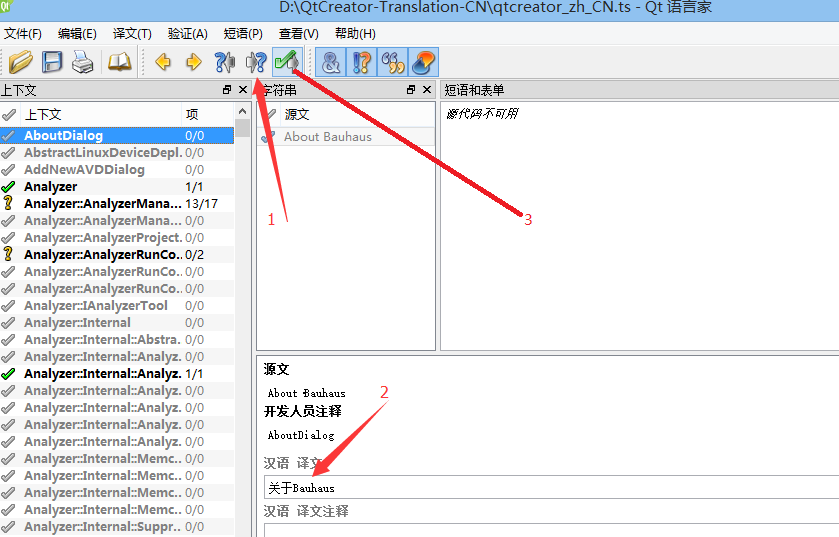 D:\QtCreator-Translation-CN\qtcreator_zh_CN.ts - Qt 语言家
文件(F) 编辑(E) 译文(T) 验证(A) 短语(P) 查看(V) 帮助(H)
上下文
上下文 项
AboutDialog 0/0
AbstractLinuxDeviceDepl... 0/0
AddNewAVDDialog 0/0
Analyzer 1/1
Analyzer::AnalyzerMana... 13/17
Analyzer::AnalyzerMana... 0/0
Analyzer::AnalyzerProject... 0/0
Analyzer::AnalyzerRunCo... 0/2
Analyzer::AnalyzerRunCo... 0/0
Analyzer::AnalyzerRunCo... 0/0
Analyzer::IAnalyzerTool 0/0
Analyzer::Internal 0/0
Analyzer::Internal::Abstra... 0/0
Analyzer::Internal::Analyz... 0/0
Analyzer::Internal::Analyz... 1/1
Analyzer::Internal::Analyz... 0/0
Analyzer::Internal::Analyz... 0/0
Analyzer::Internal::Analyz... 0/0
Analyzer::Internal::Analyz... 0/0
Analyzer::Internal::Memc... 0/0
Analyzer::Internal::Memc... 0/0
Analyzer::Internal::Memc... 0/0
Analyzer::Internal::Memc... 0/0
Analyzer::Internal::Suppr... 0/0
字符串
源文
About Bauhaus
1
短语和表单
源代码不可用
3
源文
About Bauhaus
开发人员注释
AboutDialog
2
汉语 译文
关于Bauhaus
汉语 译文注释